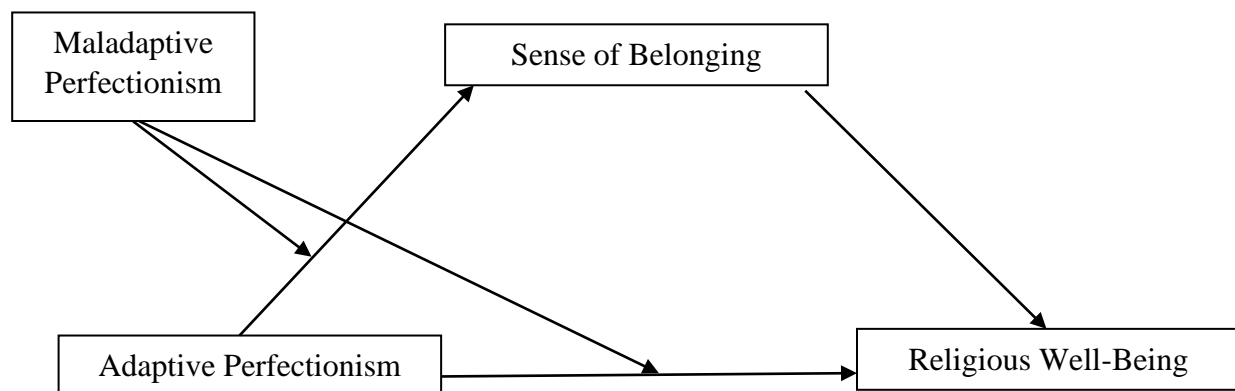 Maladaptive
Perfectionism
Sense of Belonging
Adaptive Perfectionism
Religious Well-Being